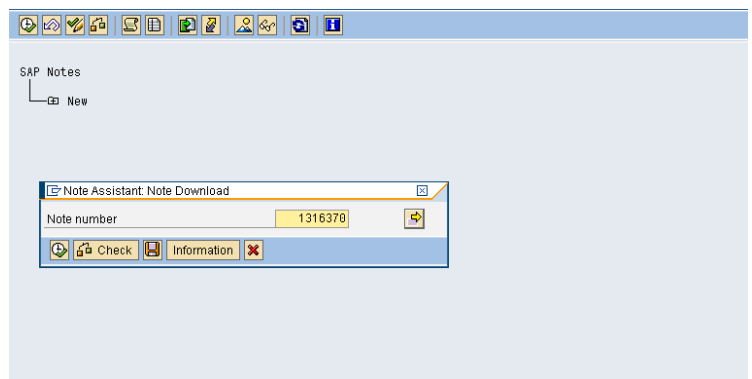 SAP Notes
New
Note Assistant: Note Download
Note number 1316370
Check Information